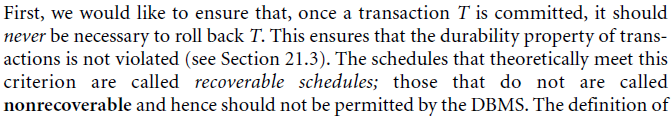 First, we would like to ensure that, once a transaction T is committed, it should
never be necessary to roll back T. This ensures that the durability property of trans-
actions is not violated (see Section 21.3). The schedules that theoretically meet this
criterion are called recoverable schedules; those that do not are called
nonrecoverable and hence should not be permitted by the DBMS. The definition of